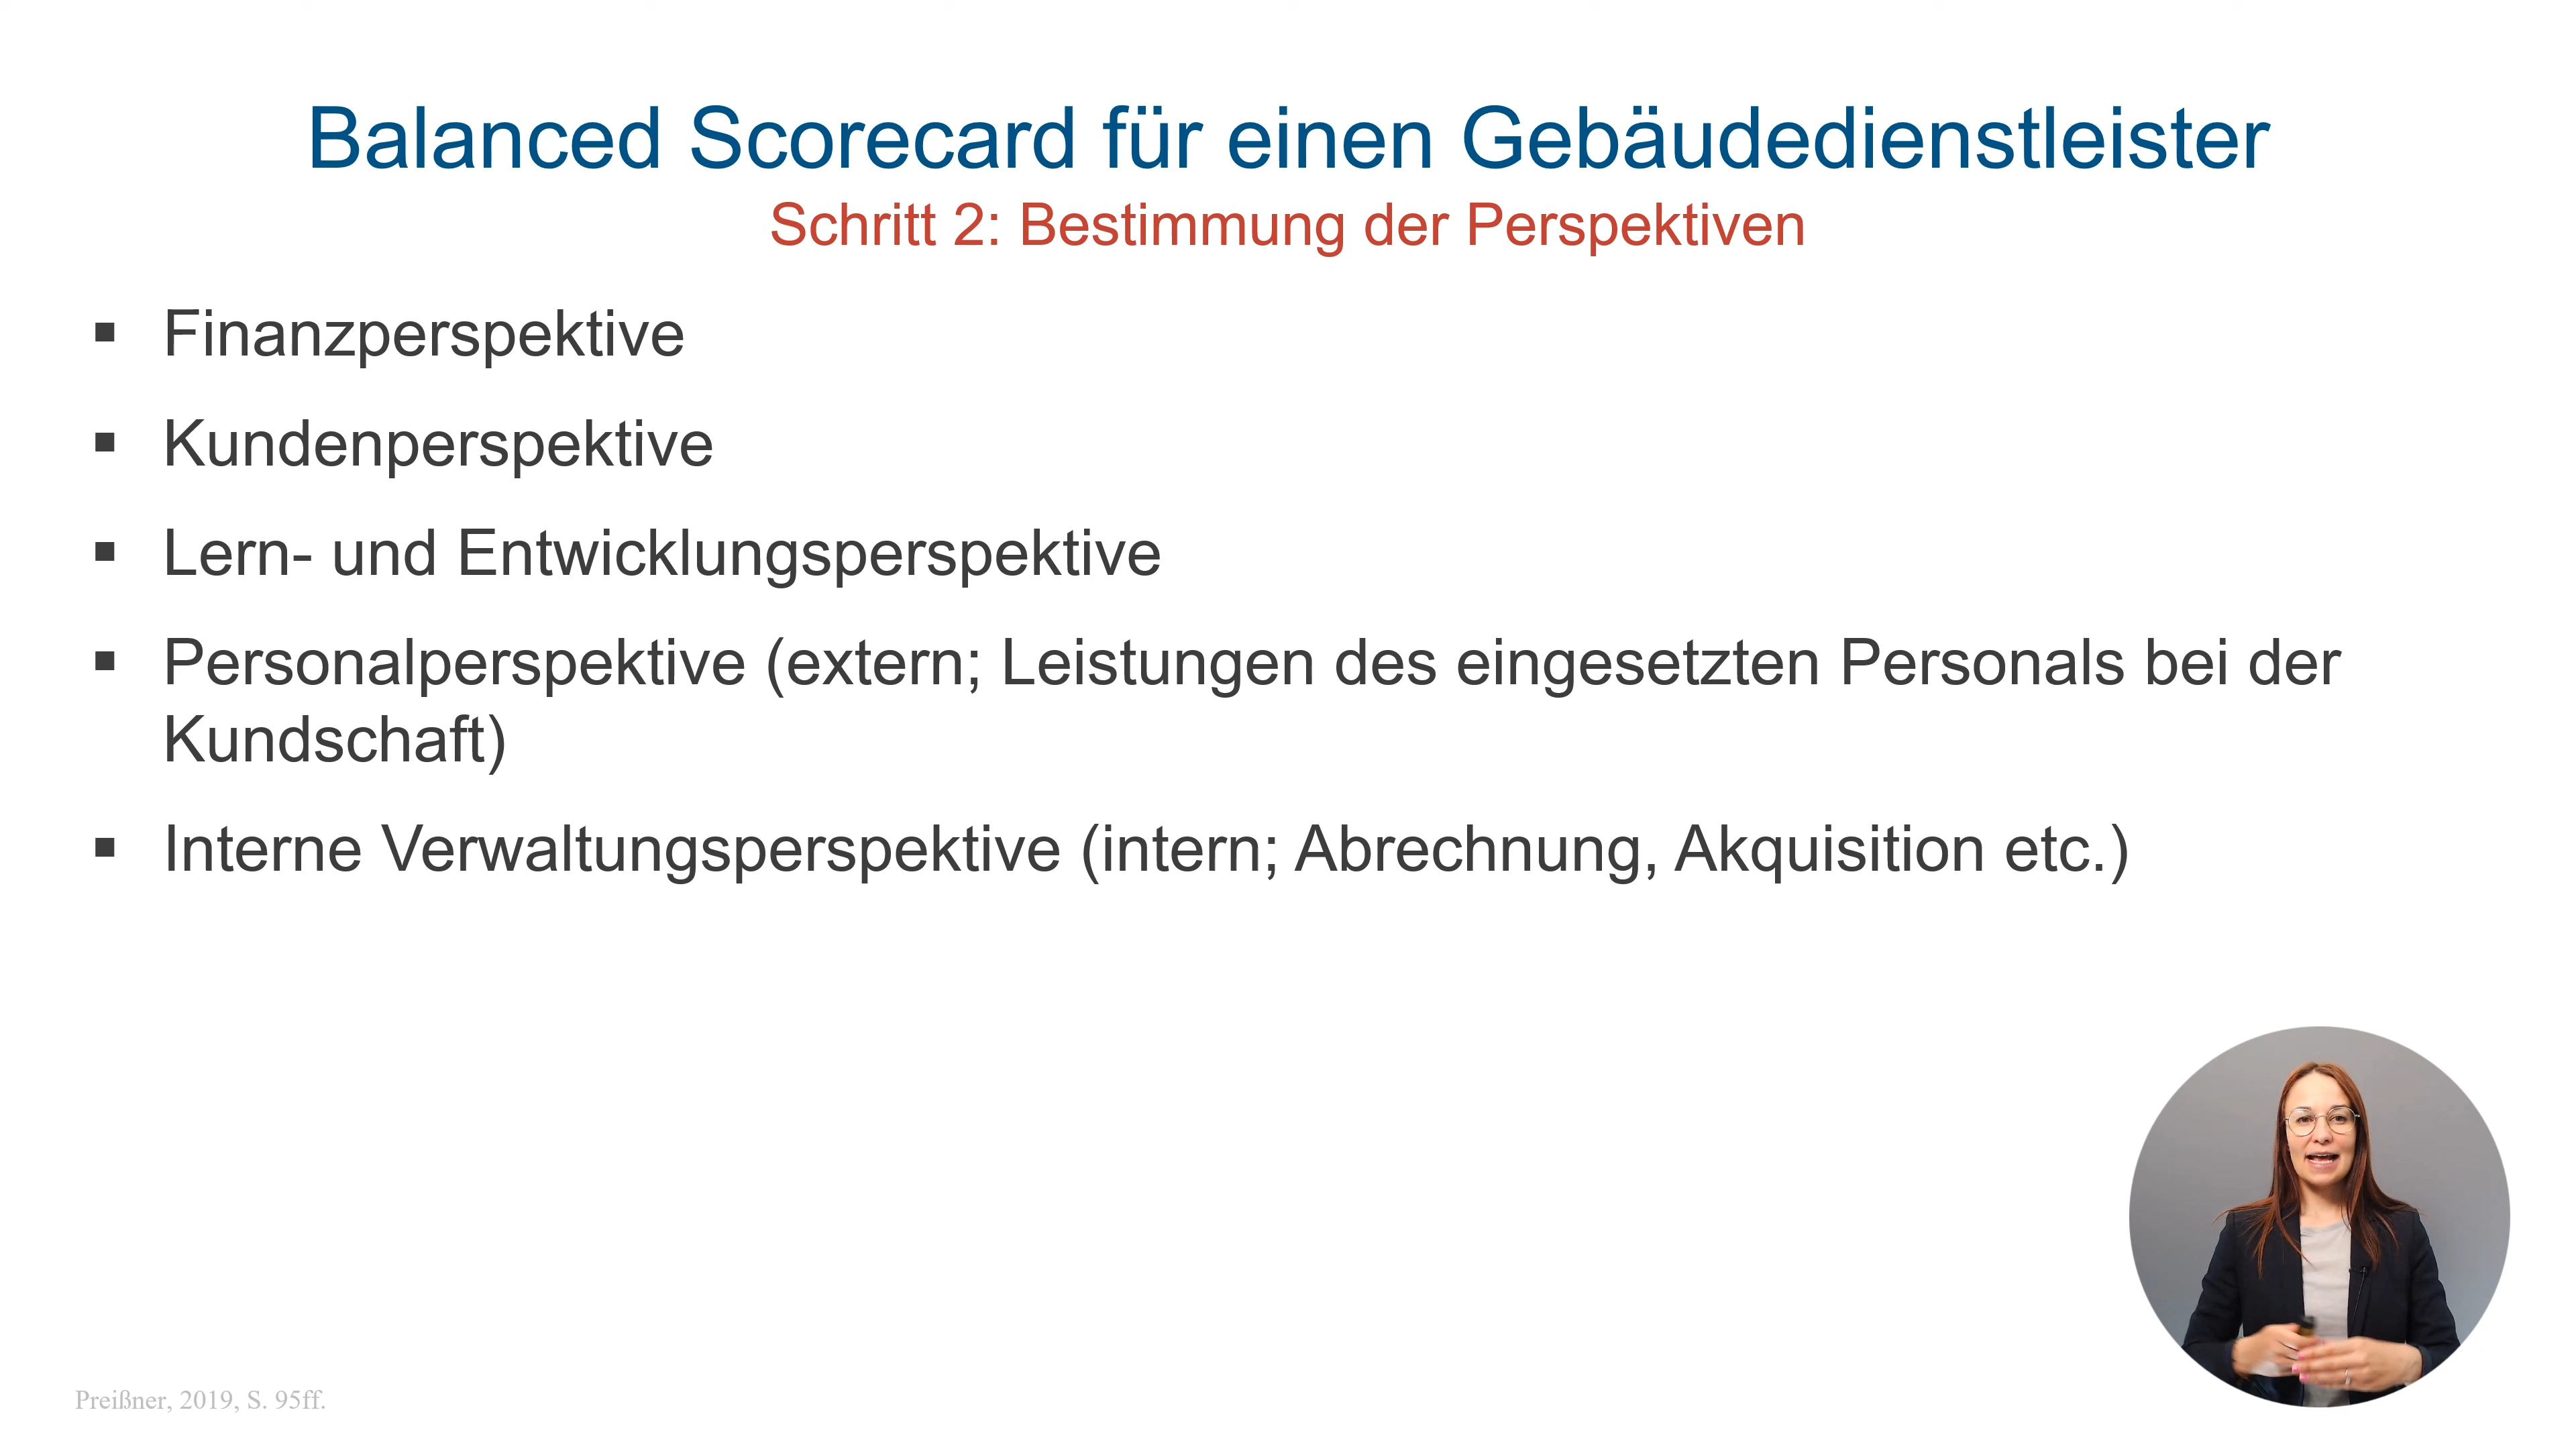 Balanced Scorecard für einen Gebäudedienstleister
Schritt 2: Bestimmung der Perspektiven
▪ Finanzperspektive
▪ Kundenperspektive
▪ Lern- und Entwicklungsperspektive
▪ Personalperspektive (extern; Leistungen des eingesetzten Personals bei der
Kundschaft)
▪ Interne Verwaltungsperspektive (intern; Abrechnung, Akquisition etc.)
Preißner, 2019, S. 95ff.